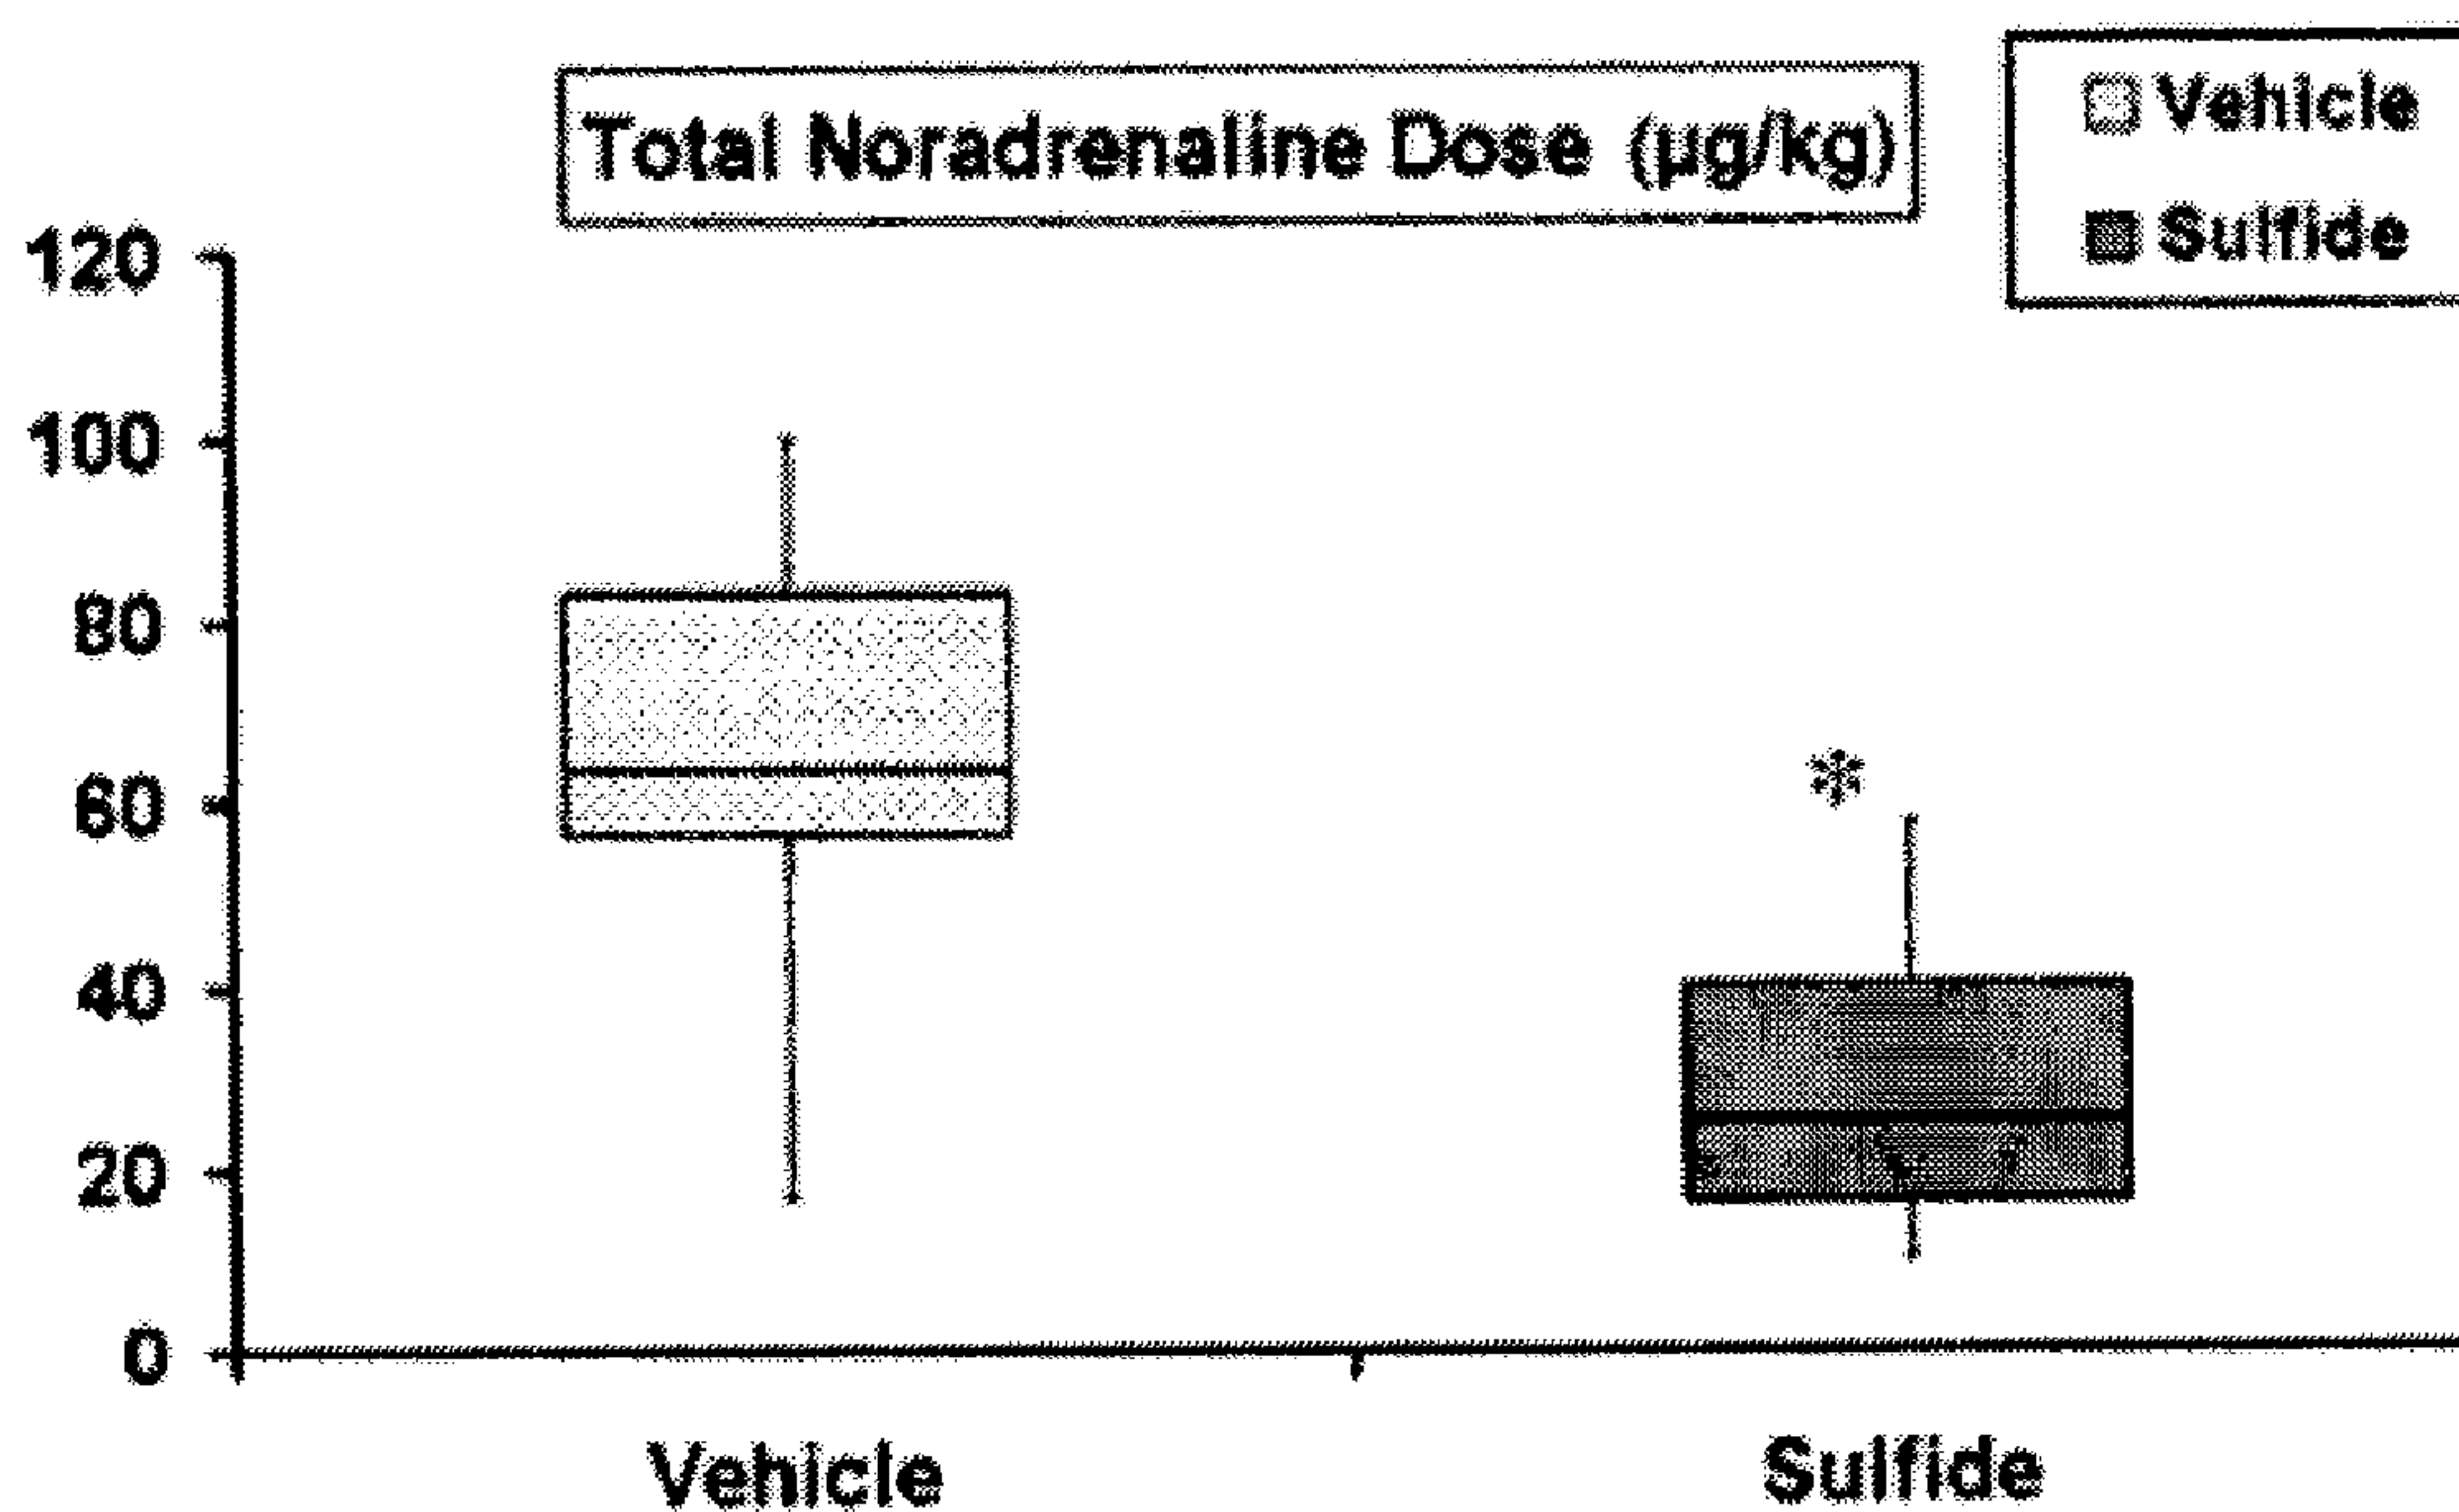 Total Noradrenaline Dose (µg/kg)
Vehicle
Sulfide
120
100
80
60
40
20
0
*
Vehicle
Sulfide